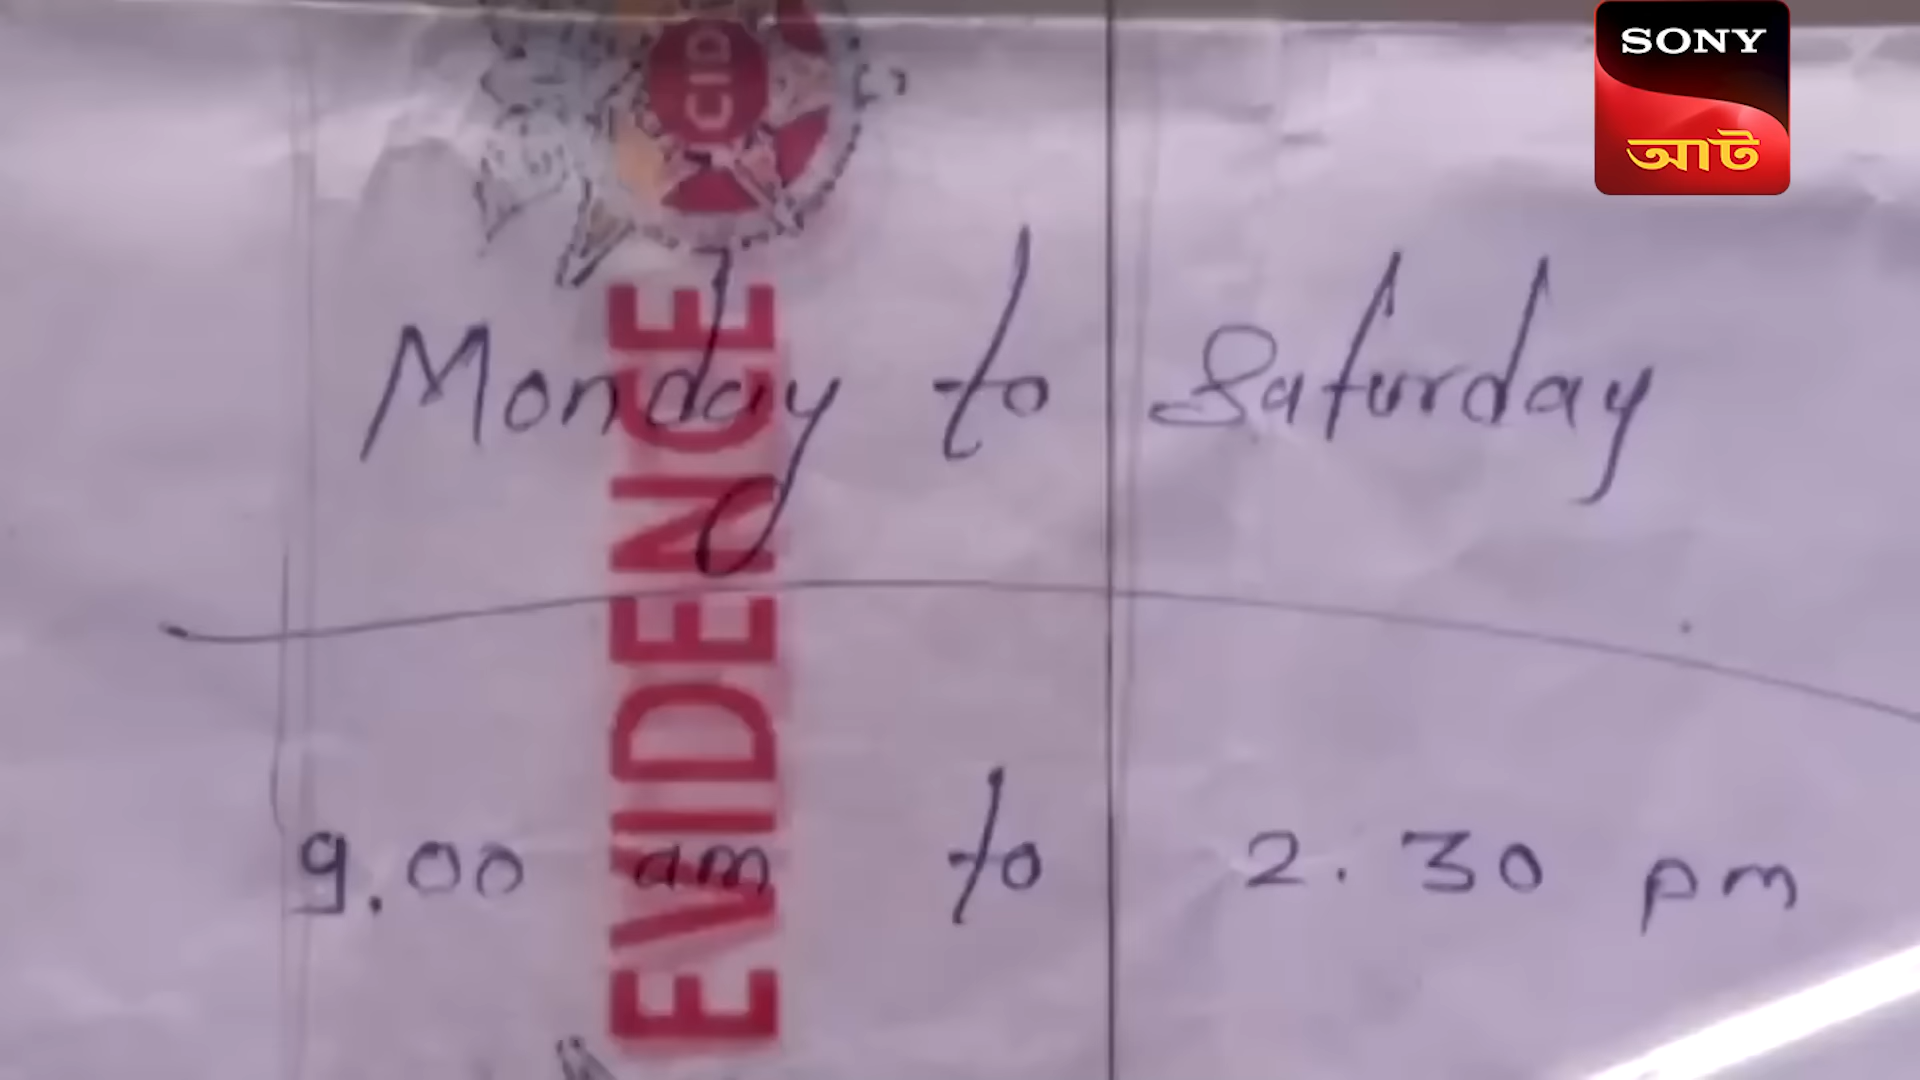 SONY
আট
CID
EVIDENCE
Monday to Saturday
9.00 am to 2.30 pm